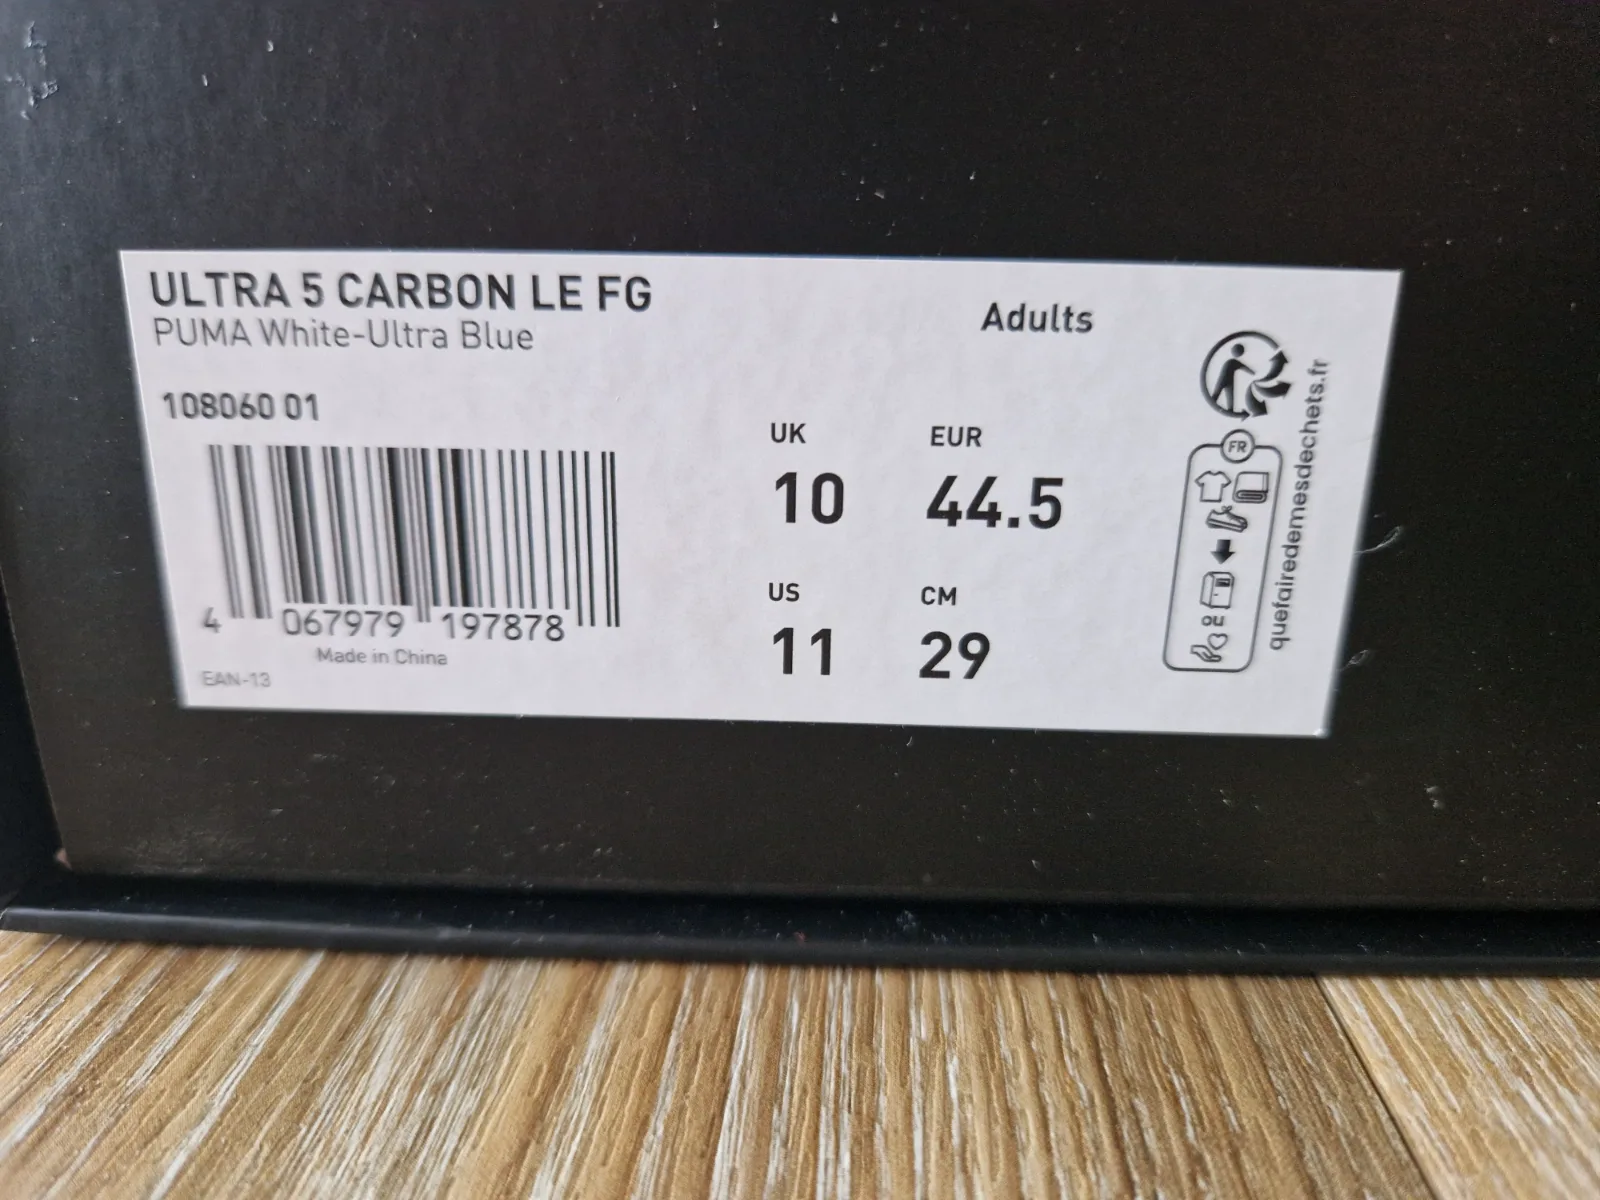 ULTRA 5 CARBON LE FG
PUMA White-Ultra Blue
Adults
108060 01
UK
10
EUR
44.5
US
11
CM
29
4 067979 197878
Made in China
EAN-13
FR
OU
quefairedemesdechets.fr